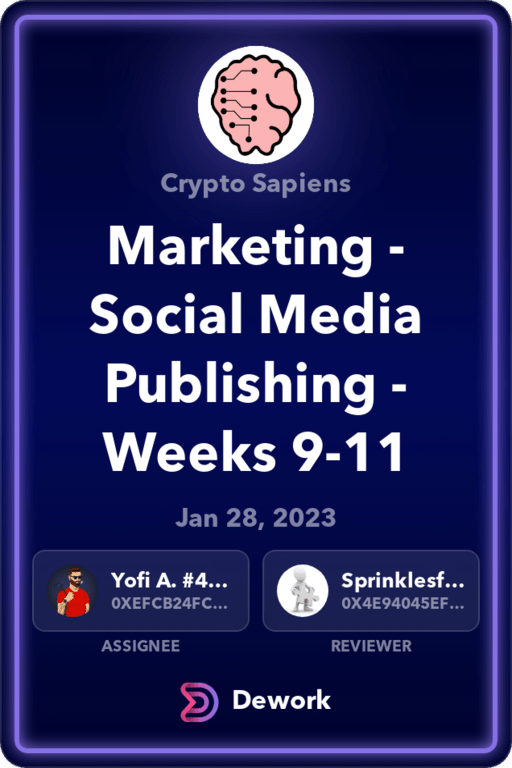 Crypto Sapiens
Marketing -
Social Media
Publishing -
Weeks 9-11
Jan 28, 2023
Yofi A. #4...
0XEFCB24FC...
Sprinklesf...
0X4E94045EF...
ASSIGNEE
REVIEWER
Dework